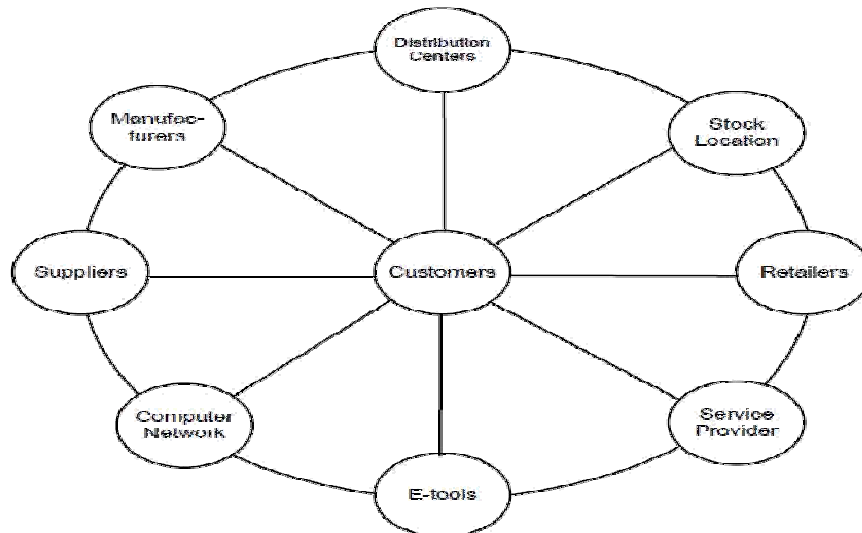 Distribution
Centers
Manufac-
turers
Stock
Location
Suppliers
Customers
Retailers
Computer
Network
Service
Provider
E-tools